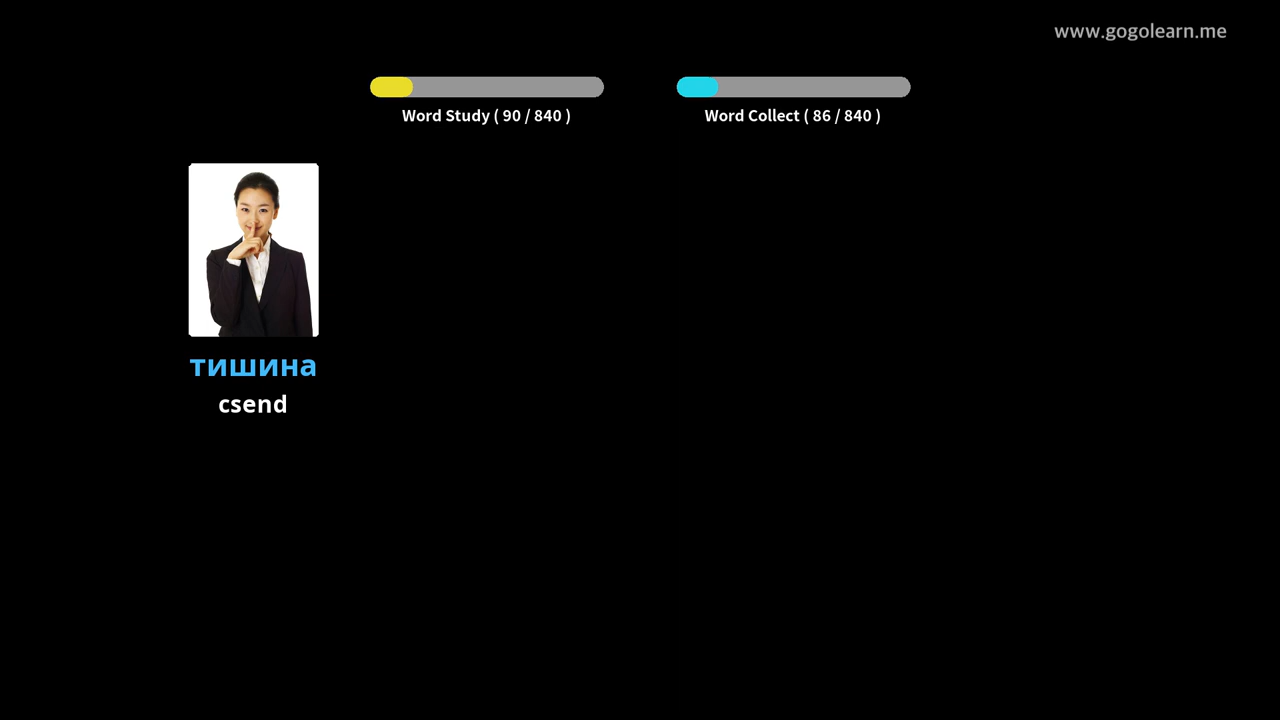 www.gogolearn.me
Word Study ( 90 / 840 )
Word Collect ( 86 / 840 )
тишина
csend